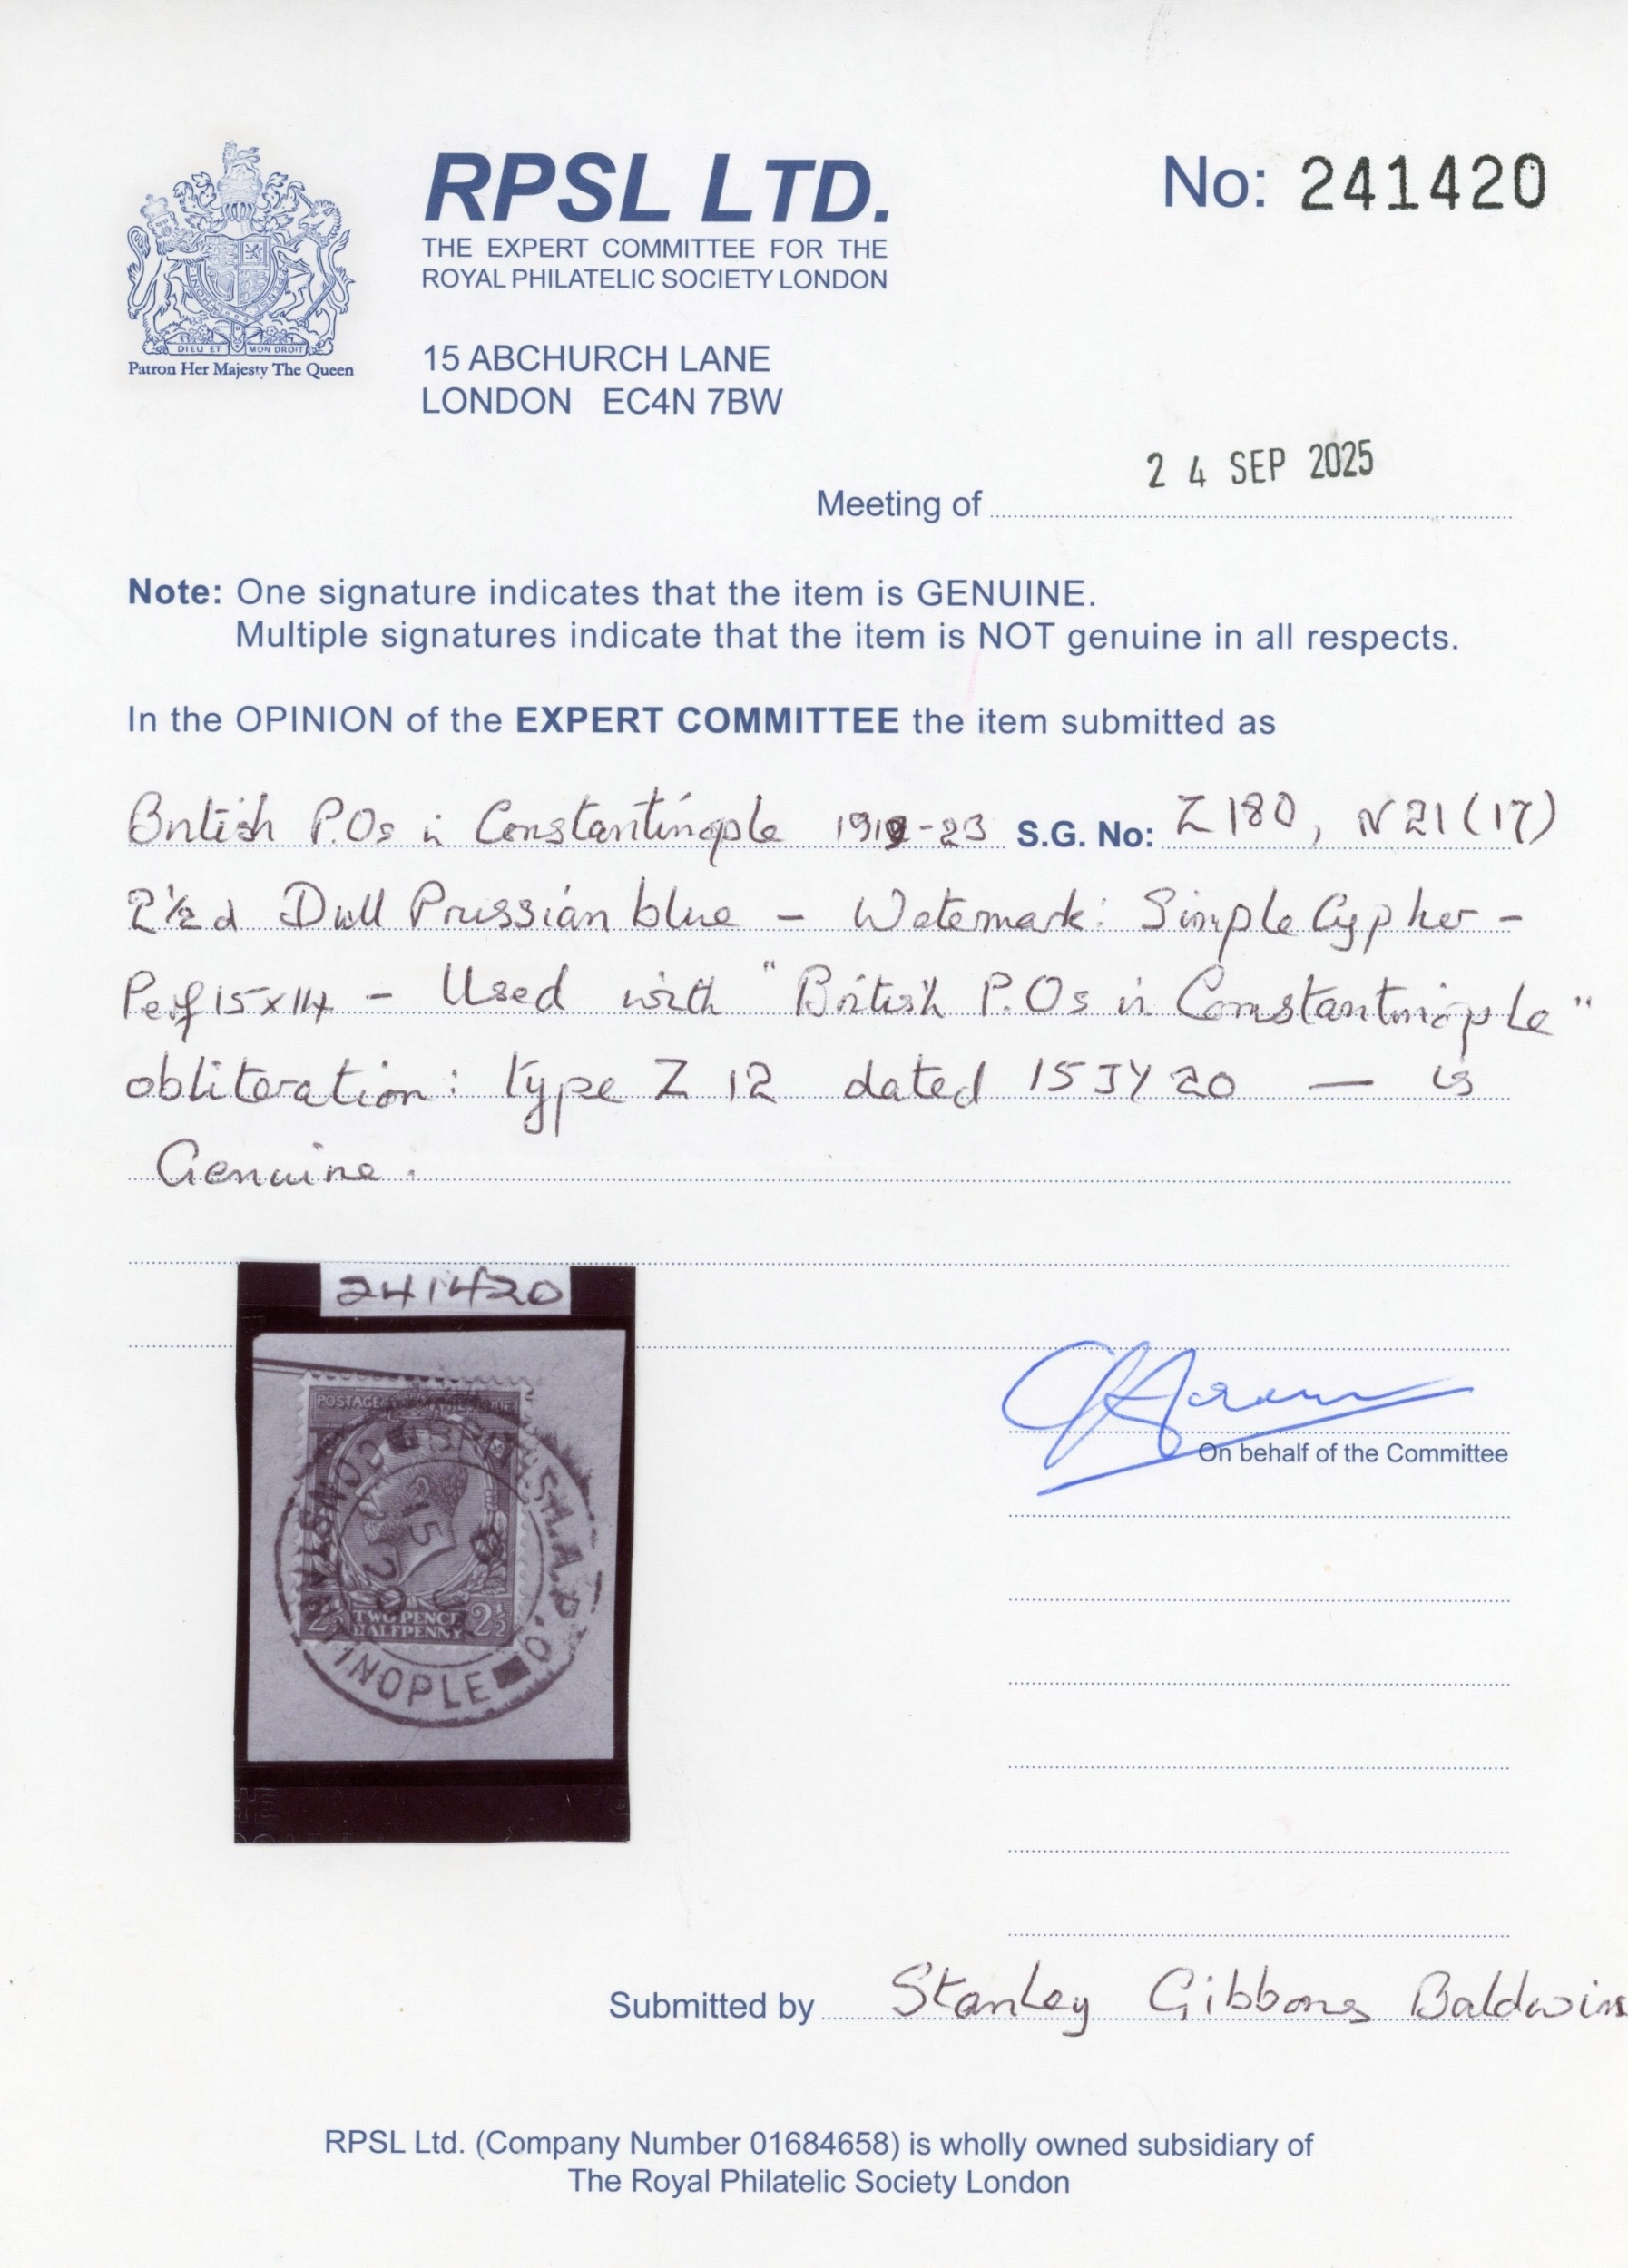 RPSL LTD.
THE EXPERT COMMITTEE FOR THE
ROYAL PHILATELIC SOCIETY LONDON
No: 241420
DIEU ET MON DROIT
Patron Her Majesty The Queen
15 ABCHURCH LANE
LONDON EC4N 7BW
Meeting of 24 SEP 2025
Note: One signature indicates that the item is GENUINE.
Multiple signatures indicate that the item is NOT genuine in all respects.
In the OPINION of the EXPERT COMMITTEE the item submitted as
British P.Os in Constantinople -23 S.G. No: Z180, N21(17)
2½d Dull Prussian blue – Watermark: Simple Cypher –
Perf 15x14 – Used with "British P.Os in Constantinople"
obliteration: type Z 12 dated 15 JY 20 — is
Genuine.
241420
POSTAGE
15
TWO PENCE
HALFPENNY
2½ 2½
INOPLE
On behalf of the Committee
Submitted by Stanley Gibbons Baldwins
RPSL Ltd. (Company Number 01684658) is wholly owned subsidiary of
The Royal Philatelic Society London